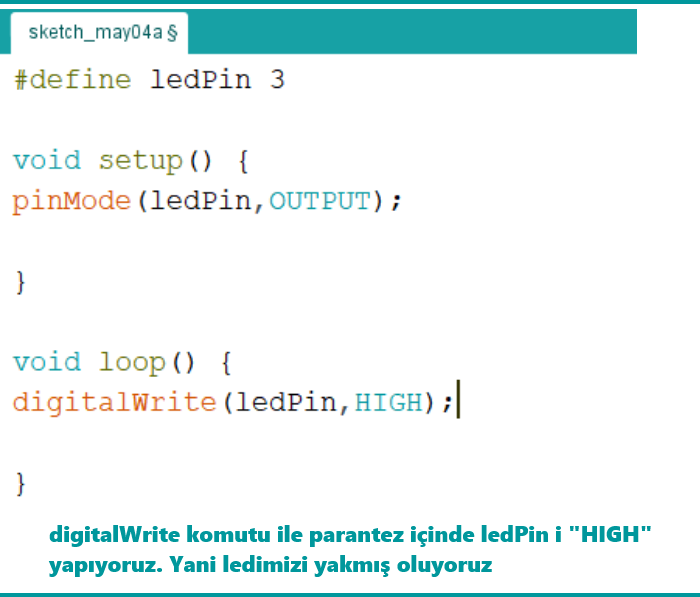 sketch_may04a §
#define ledPin 3
void setup() {
pinMode(ledPin,OUTPUT);
}
void loop() {
digitalWrite(ledPin,HIGH);
}
digitalWrite komutu ile parantez içinde ledPin i "HIGH"
yapıyoruz. Yani ledimizi yakmış oluyoruz